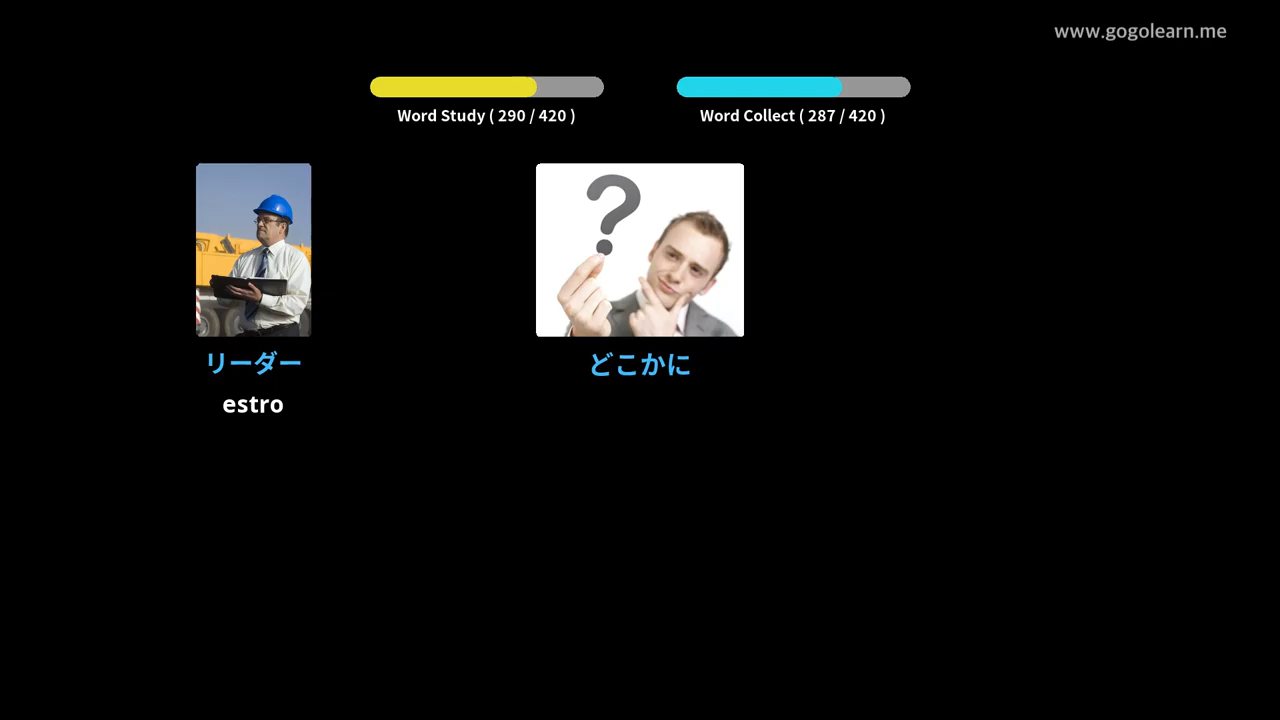 www.gogolearn.me
Word Study ( 290 / 420 )
Word Collect ( 287 / 420 )
リーダー
どこかに
estro